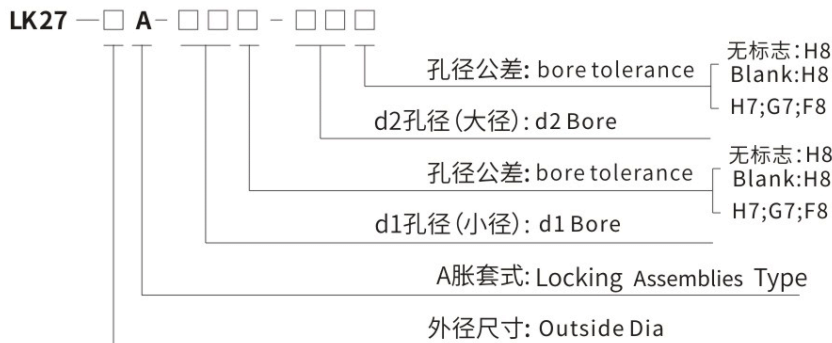 LK27 — □ A - □ □ □ - □ □ □
无标志:H8
孔径公差: bore tolerance
Blank:H8
H7;G7;F8
d2孔径(大径): d2 Bore
无标志:H8
孔径公差: bore tolerance
Blank:H8
H7;G7;F8
d1孔径(小径): d1 Bore
A胀套式: Locking Assemblies Type
外径尺寸: Outside Dia